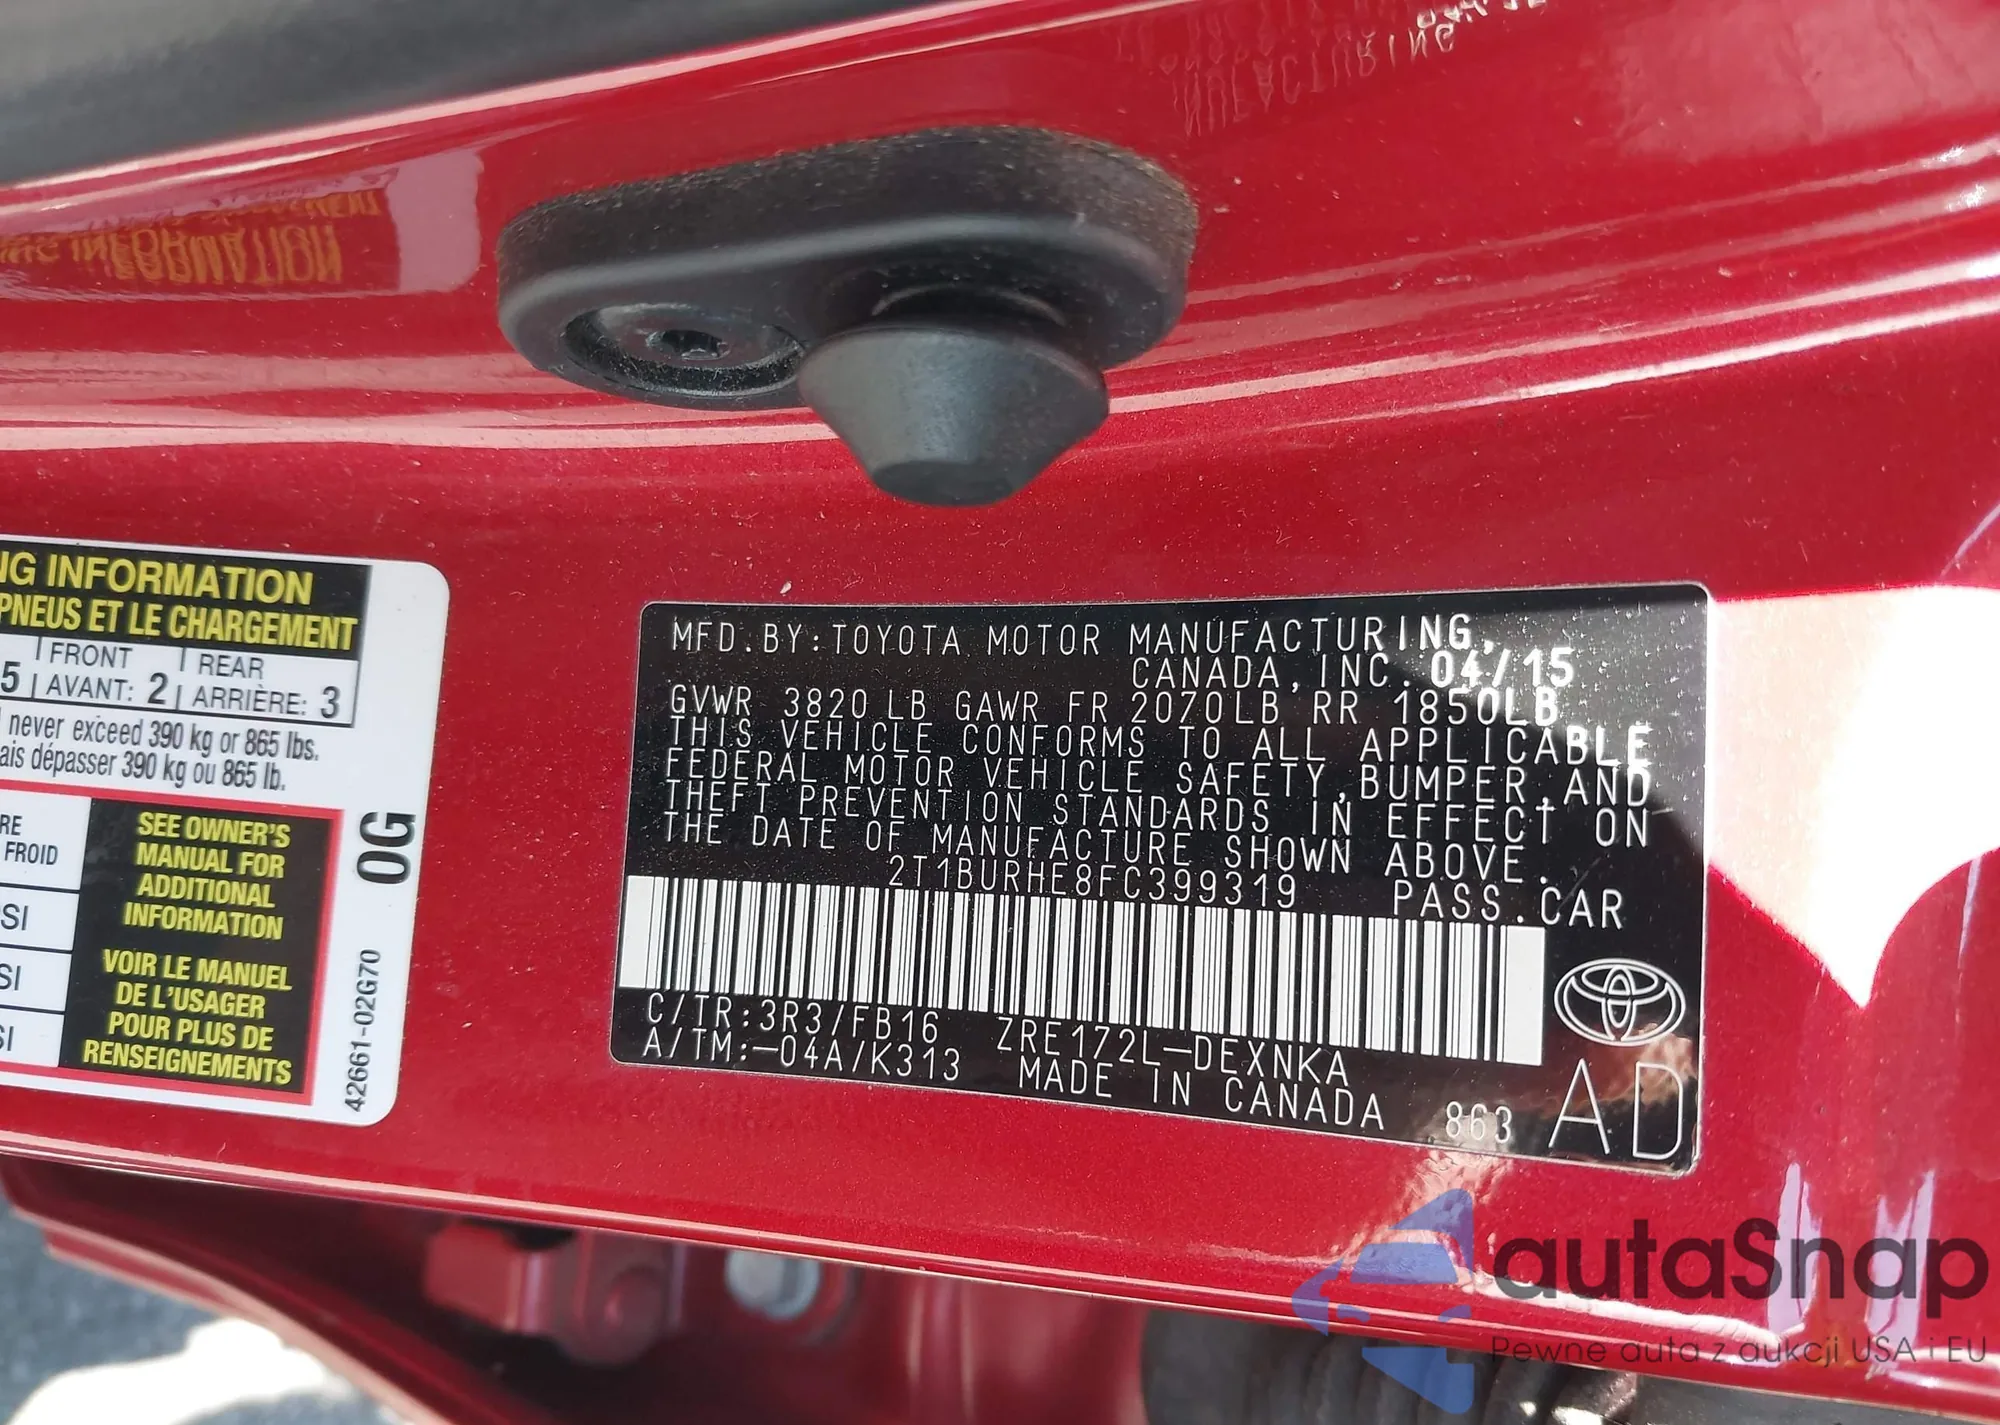 NG INFORMATION
PNEUS ET LE CHARGEMENT
5 | FRONT AVANT: 2 | REAR ARRIÈRE: 3
never exceed 390 kg or 865 lbs.
ais dépasser 390 kg ou 865 lb.
RE
FROID
SI
SI
SI
SEE OWNER'S
MANUAL FOR
ADDITIONAL
INFORMATION
VOIR LE MANUEL
DE L'USAGER
POUR PLUS DE
RENSEIGNEMENTS
0G
42661-02G70
MFD.BY:TOYOTA MOTOR MANUFACTURING,
CANADA,INC. 04/15
GVWR 3820 LB GAWR FR 2070LB RR 1850LB
THIS VEHICLE CONFORMS TO ALL APPLICABLE
FEDERAL MOTOR VEHICLE SAFETY,BUMPER,AND
THEFT PREVENTION STANDARDS IN EFFECT ON
THE DATE OF MANUFACTURE SHOWN ABOVE.
2T1BURHE8FC399319 PASS.CAR
C/TR:3R3/FB16 ZRE172L-DEXNKA
A/TM:-04A/K313 MADE IN CANADA 863
AD
autaSnap
Pewne auta z aukcji USA i EU